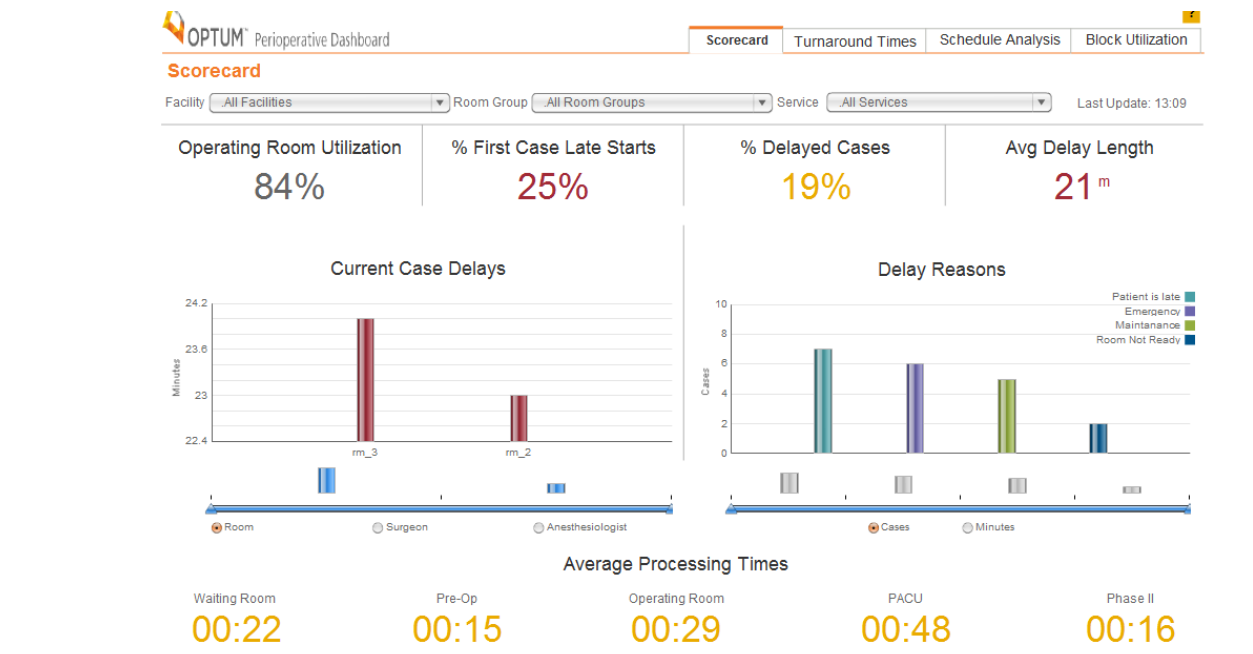 ?
OPTUM™ Perioperative Dashboard
Scorecard Turnaround Times Schedule Analysis Block Utilization
Scorecard
Facility .All Facilities Room Group .All Room Groups Service .All Services Last Update: 13:09
Operating Room Utilization % First Case Late Starts % Delayed Cases Avg Delay Length
84% 25% 19% 21 m
Current Case Delays
24.2
23.6
23
22.4
Minutes
rm_3 rm_2
Room Surgeon Anesthesiologist
Delay Reasons
Patient is late
Emergency
Maintanance
Room Not Ready
10
8
6
4
2
0
Cases
Cases Minutes
Average Processing Times
Waiting Room Pre-Op Operating Room PACU Phase II
00:22 00:15 00:29 00:48 00:16